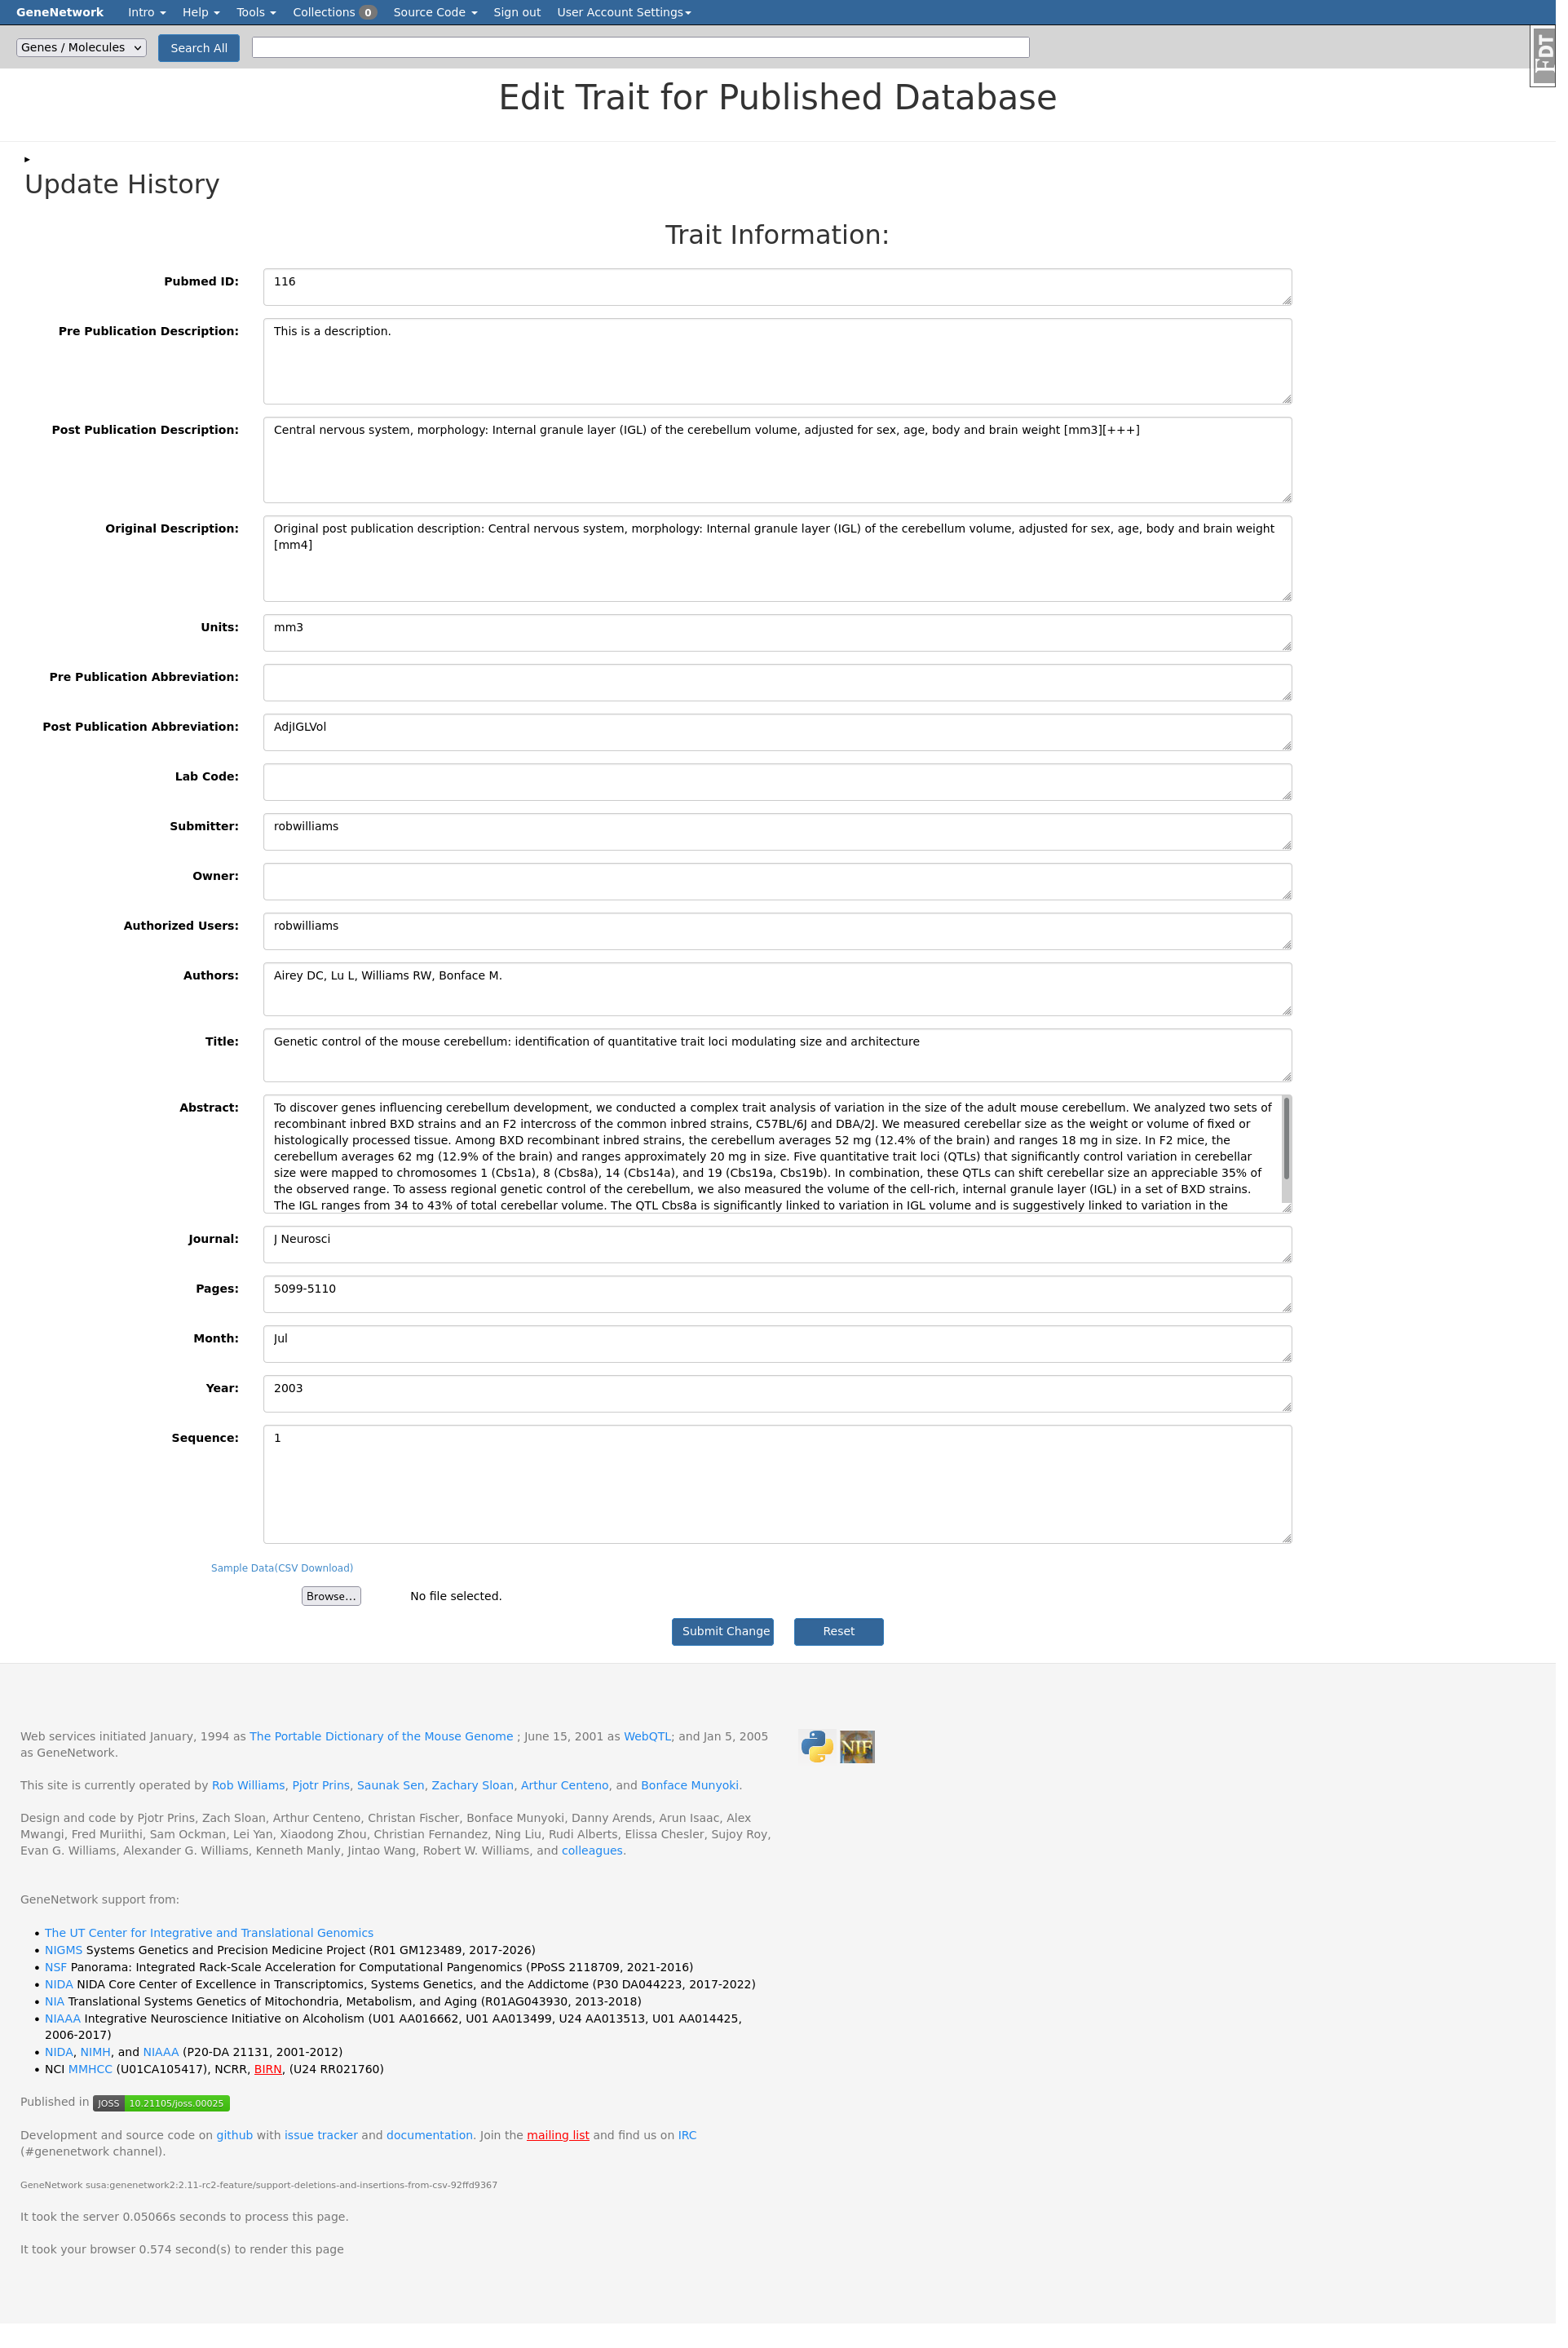 GeneNetwork Intro Help Tools Collections 0 Source Code Sign out User Account Settings
Genes / Molecules Search All
FDT
Edit Trait for Published Database
Update History
Trait Information:
Pubmed ID: 116
Pre Publication Description: This is a description.
Post Publication Description: Central nervous system, morphology: Internal granule layer (IGL) of the cerebellum volume, adjusted for sex, age, body and brain weight [mm3][+++]
Original Description: Original post publication description: Central nervous system, morphology: Internal granule layer (IGL) of the cerebellum volume, adjusted for sex, age, body and brain weight
[mm4]
Units: mm3
Pre Publication Abbreviation:
Post Publication Abbreviation: AdjIGLVol
Lab Code:
Submitter: robwilliams
Owner:
Authorized Users: robwilliams
Authors: Airey DC, Lu L, Williams RW, Bonface M.
Title: Genetic control of the mouse cerebellum: identification of quantitative trait loci modulating size and architecture
Abstract: To discover genes influencing cerebellum development, we conducted a complex trait analysis of variation in the size of the adult mouse cerebellum. We analyzed two sets of
recombinant inbred BXD strains and an F2 intercross of the common inbred strains, C57BL/6J and DBA/2J. We measured cerebellar size as the weight or volume of fixed or
histologically processed tissue. Among BXD recombinant inbred strains, the cerebellum averages 52 mg (12.4% of the brain) and ranges 18 mg in size. In F2 mice, the
cerebellum averages 62 mg (12.9% of the brain) and ranges approximately 20 mg in size. Five quantitative trait loci (QTLs) that significantly control variation in cerebellar
size were mapped to chromosomes 1 (Cbs1a), 8 (Cbs8a), 14 (Cbs14a), and 19 (Cbs19a, Cbs19b). In combination, these QTLs can shift cerebellar size an appreciable 35% of
the observed range. To assess regional genetic control of the cerebellum, we also measured the volume of the cell-rich, internal granule layer (IGL) in a set of BXD strains.
The IGL ranges from 34 to 43% of total cerebellar volume. The QTL Cbs8a is significantly linked to variation in IGL volume and is suggestively linked to variation in the
Journal: J Neurosci
Pages: 5099-5110
Month: Jul
Year: 2003
Sequence: 1
Sample Data(CSV Download)
Browse... No file selected.
Submit Change Reset
Web services initiated January, 1994 as The Portable Dictionary of the Mouse Genome ; June 15, 2001 as WebQTL; and Jan 5, 2005
as GeneNetwork.
NIF
This site is currently operated by Rob Williams, Pjotr Prins, Saunak Sen, Zachary Sloan, Arthur Centeno, and Bonface Munyoki.
Design and code by Pjotr Prins, Zach Sloan, Arthur Centeno, Christan Fischer, Bonface Munyoki, Danny Arends, Arun Isaac, Alex
Mwangi, Fred Muriithi, Sam Ockman, Lei Yan, Xiaodong Zhou, Christian Fernandez, Ning Liu, Rudi Alberts, Elissa Chesler, Sujoy Roy,
Evan G. Williams, Alexander G. Williams, Kenneth Manly, Jintao Wang, Robert W. Williams, and colleagues.
GeneNetwork support from:
• The UT Center for Integrative and Translational Genomics
• NIGMS Systems Genetics and Precision Medicine Project (R01 GM123489, 2017-2026)
• NSF Panorama: Integrated Rack-Scale Acceleration for Computational Pangenomics (PPoSS 2118709, 2021-2016)
• NIDA NIDA Core Center of Excellence in Transcriptomics, Systems Genetics, and the Addictome (P30 DA044223, 2017-2022)
• NIA Translational Systems Genetics of Mitochondria, Metabolism, and Aging (R01AG043930, 2013-2018)
• NIAAA Integrative Neuroscience Initiative on Alcoholism (U01 AA016662, U01 AA013499, U24 AA013513, U01 AA014425,
2006-2017)
• NIDA, NIMH, and NIAAA (P20-DA 21131, 2001-2012)
• NCI MMHCC (U01CA105417), NCRR, BIRN, (U24 RR021760)
Published in JOSS 10.21105/joss.00025
Development and source code on github with issue tracker and documentation. Join the mailing list and find us on IRC
(#genenetwork channel).
GeneNetwork susa:genenetwork2:2.11-rc2-feature/support-deletions-and-insertions-from-csv-92ffd9367
It took the server 0.05066s seconds to process this page.
It took your browser 0.574 second(s) to render this page